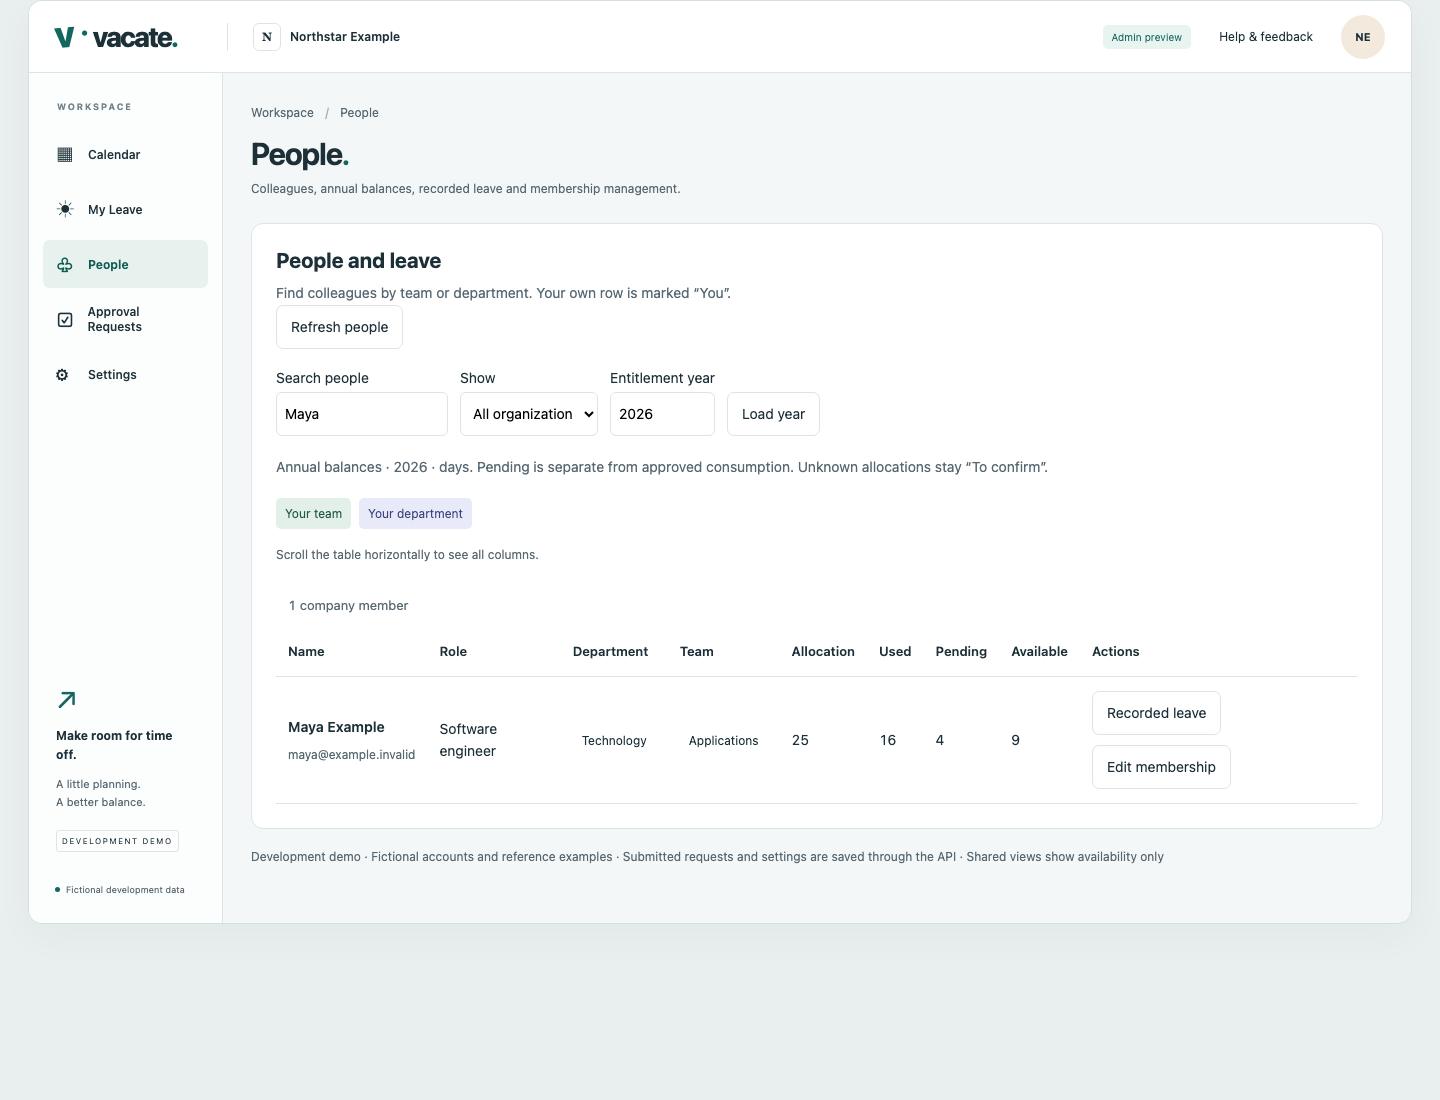 V vacate.
N Northstar Example
Admin preview
Help & feedback
NE
WORKSPACE
Calendar
My Leave
People
Approval
Requests
Settings
Make room for time
off.
A little planning.
A better balance.
DEVELOPMENT DEMO
Fictional development data
Workspace / People
People.
Colleagues, annual balances, recorded leave and membership management.
People and leave
Find colleagues by team or department. Your own row is marked “You”.
Refresh people
Search people Show Entitlement year
Maya All organization 2026 Load year
Annual balances · 2026 · days. Pending is separate from approved consumption. Unknown allocations stay “To confirm”.
Your team Your department
Scroll the table horizontally to see all columns.
1 company member
Name Role Department Team Allocation Used Pending Available Actions
Maya Example
maya@example.invalid
Software
engineer
Technology Applications 25 16 4 9
Recorded leave
Edit membership
Development demo · Fictional accounts and reference examples · Submitted requests and settings are saved through the API · Shared views show availability only